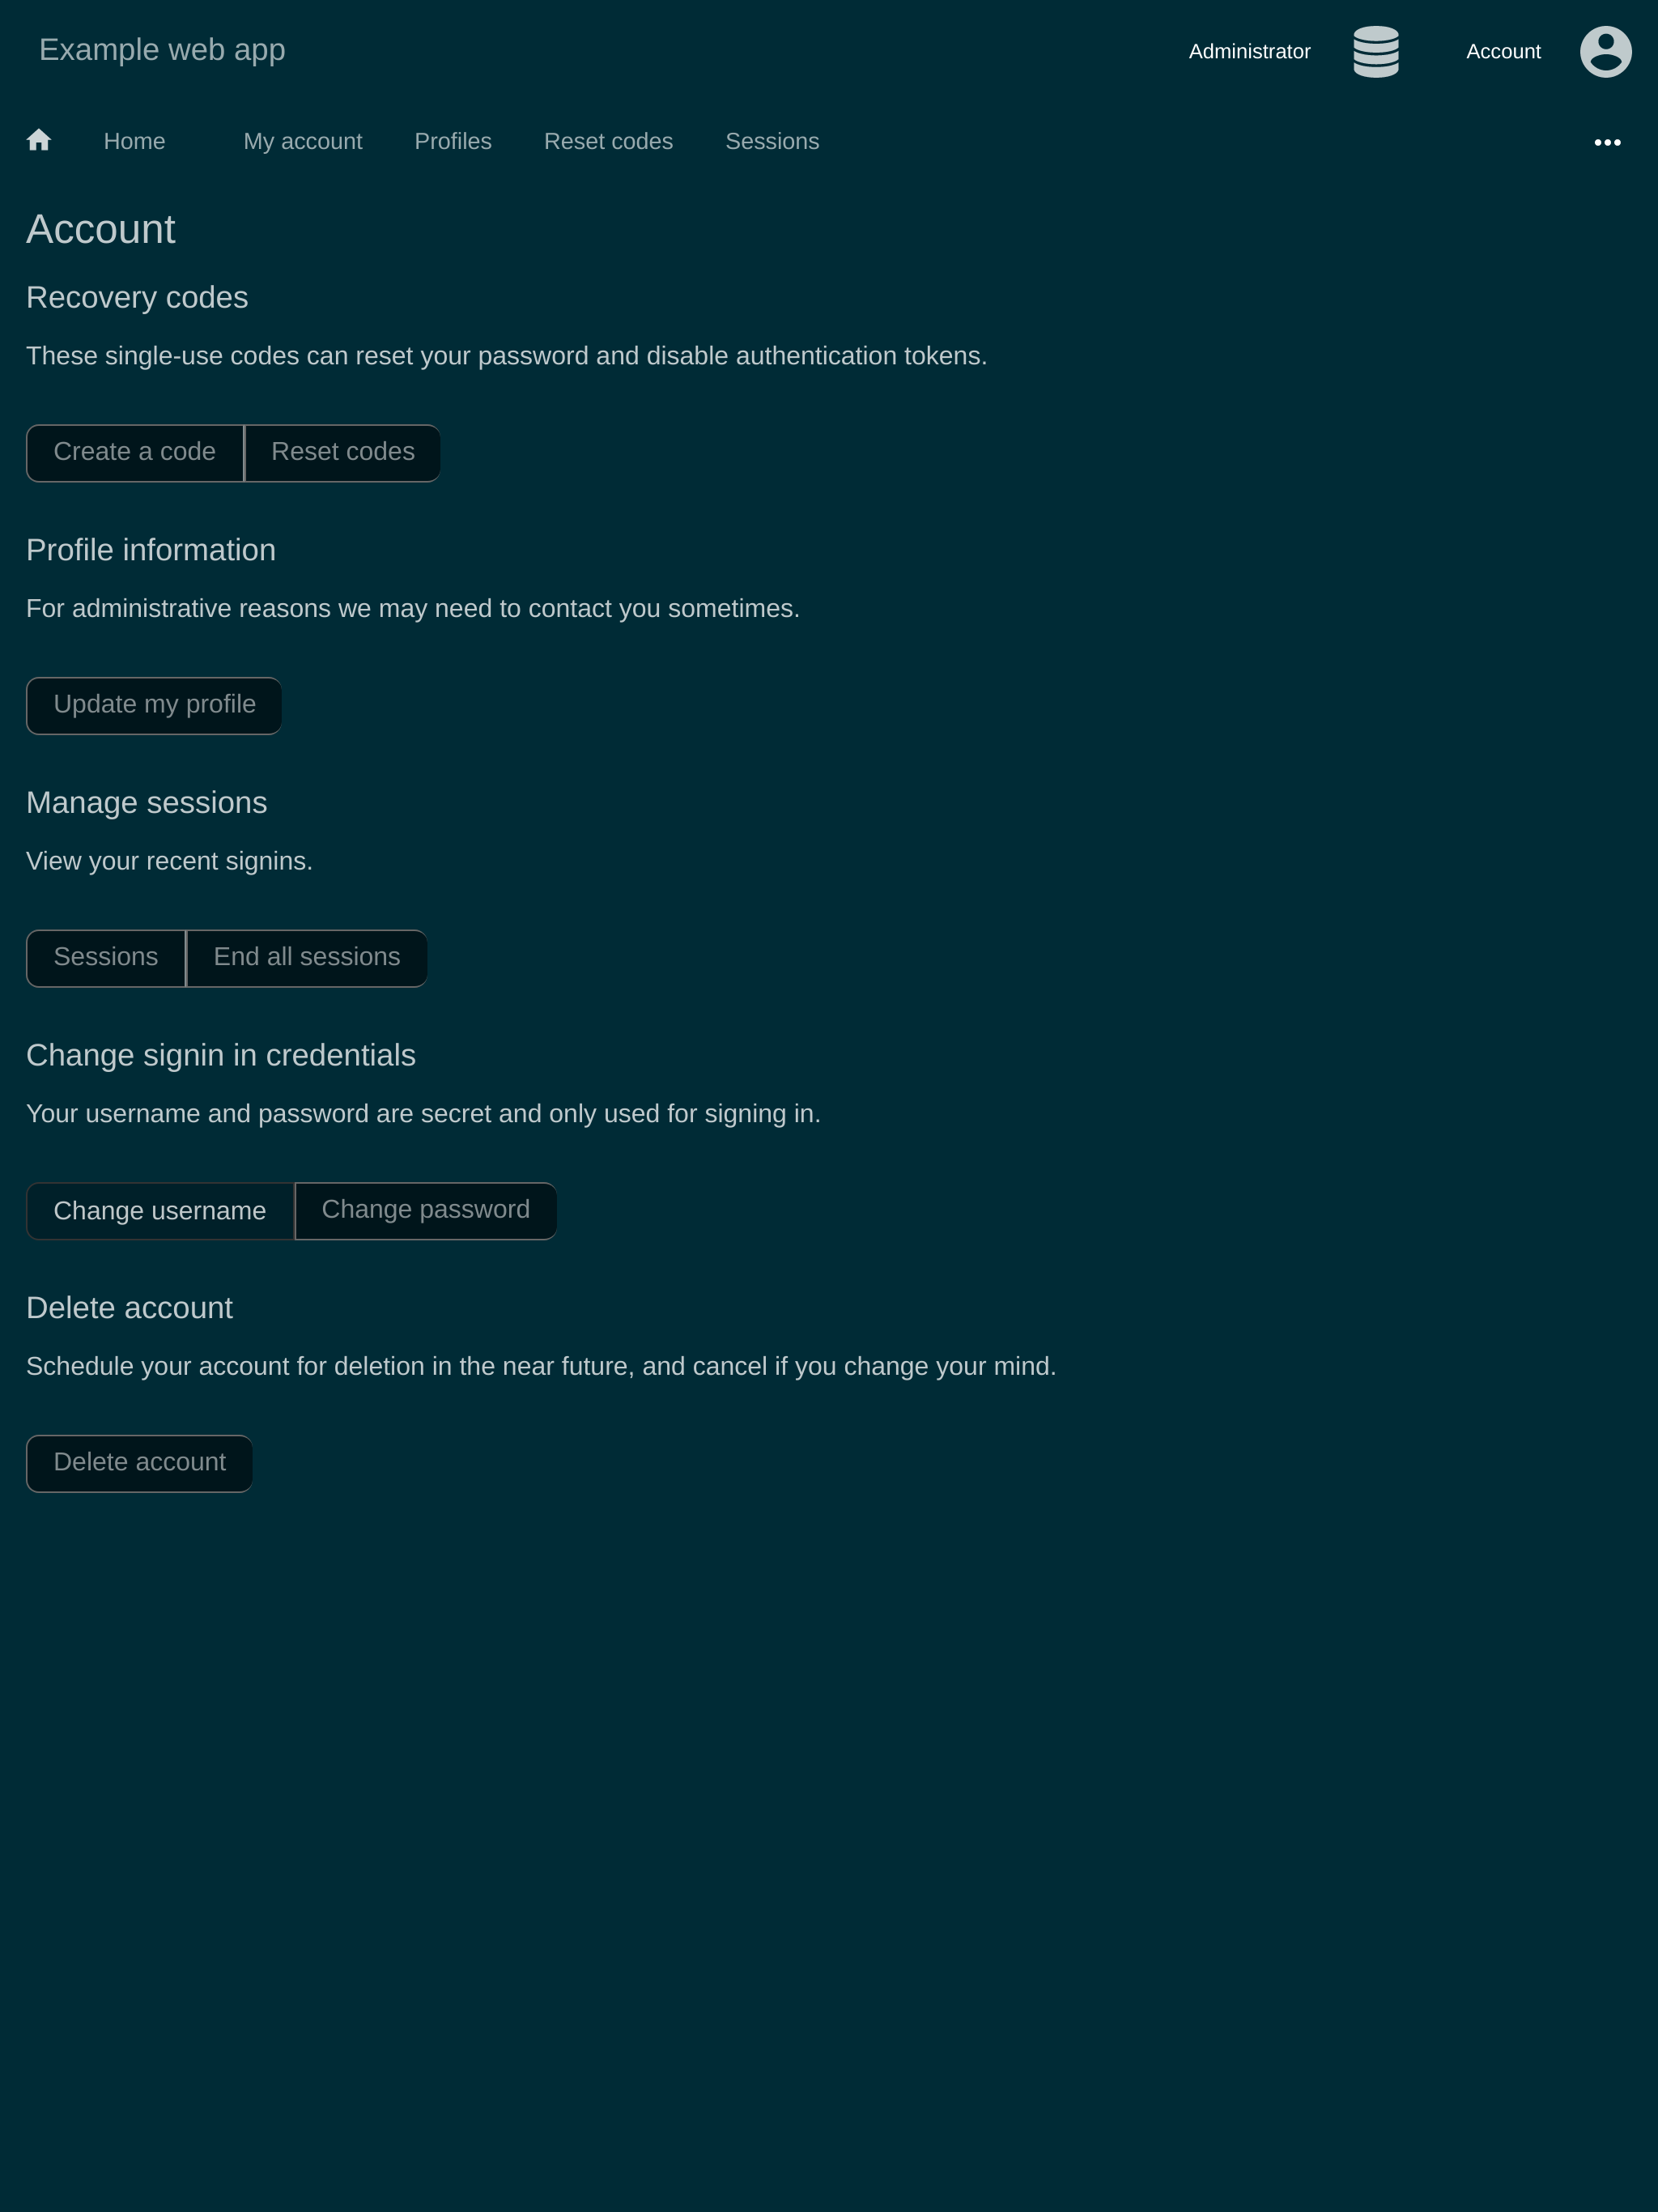 Example web app
Administrator
Account
Home
My account
Profiles
Reset codes
Sessions
Account
Recovery codes
These single-use codes can reset your password and disable authentication tokens.
Create a code
Reset codes
Profile information
For administrative reasons we may need to contact you sometimes.
Update my profile
Manage sessions
View your recent signins.
Sessions
End all sessions
Change signin in credentials
Your username and password are secret and only used for signing in.
Change username
Change password
Delete account
Schedule your account for deletion in the near future, and cancel if you change your mind.
Delete account